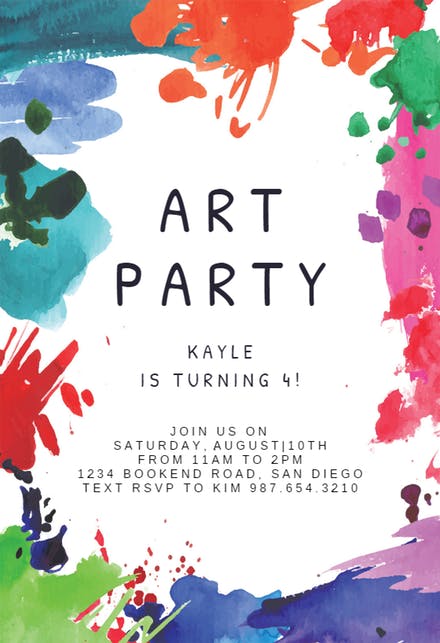 ART
PARTY
KAYLE
IS TURNING 4!
JOIN US ON
SATURDAY, AUGUST|10TH
FROM 11AM TO 2PM
1234 BOOKEND ROAD, SAN DIEGO
TEXT RSVP TO KIM 987.654.3210